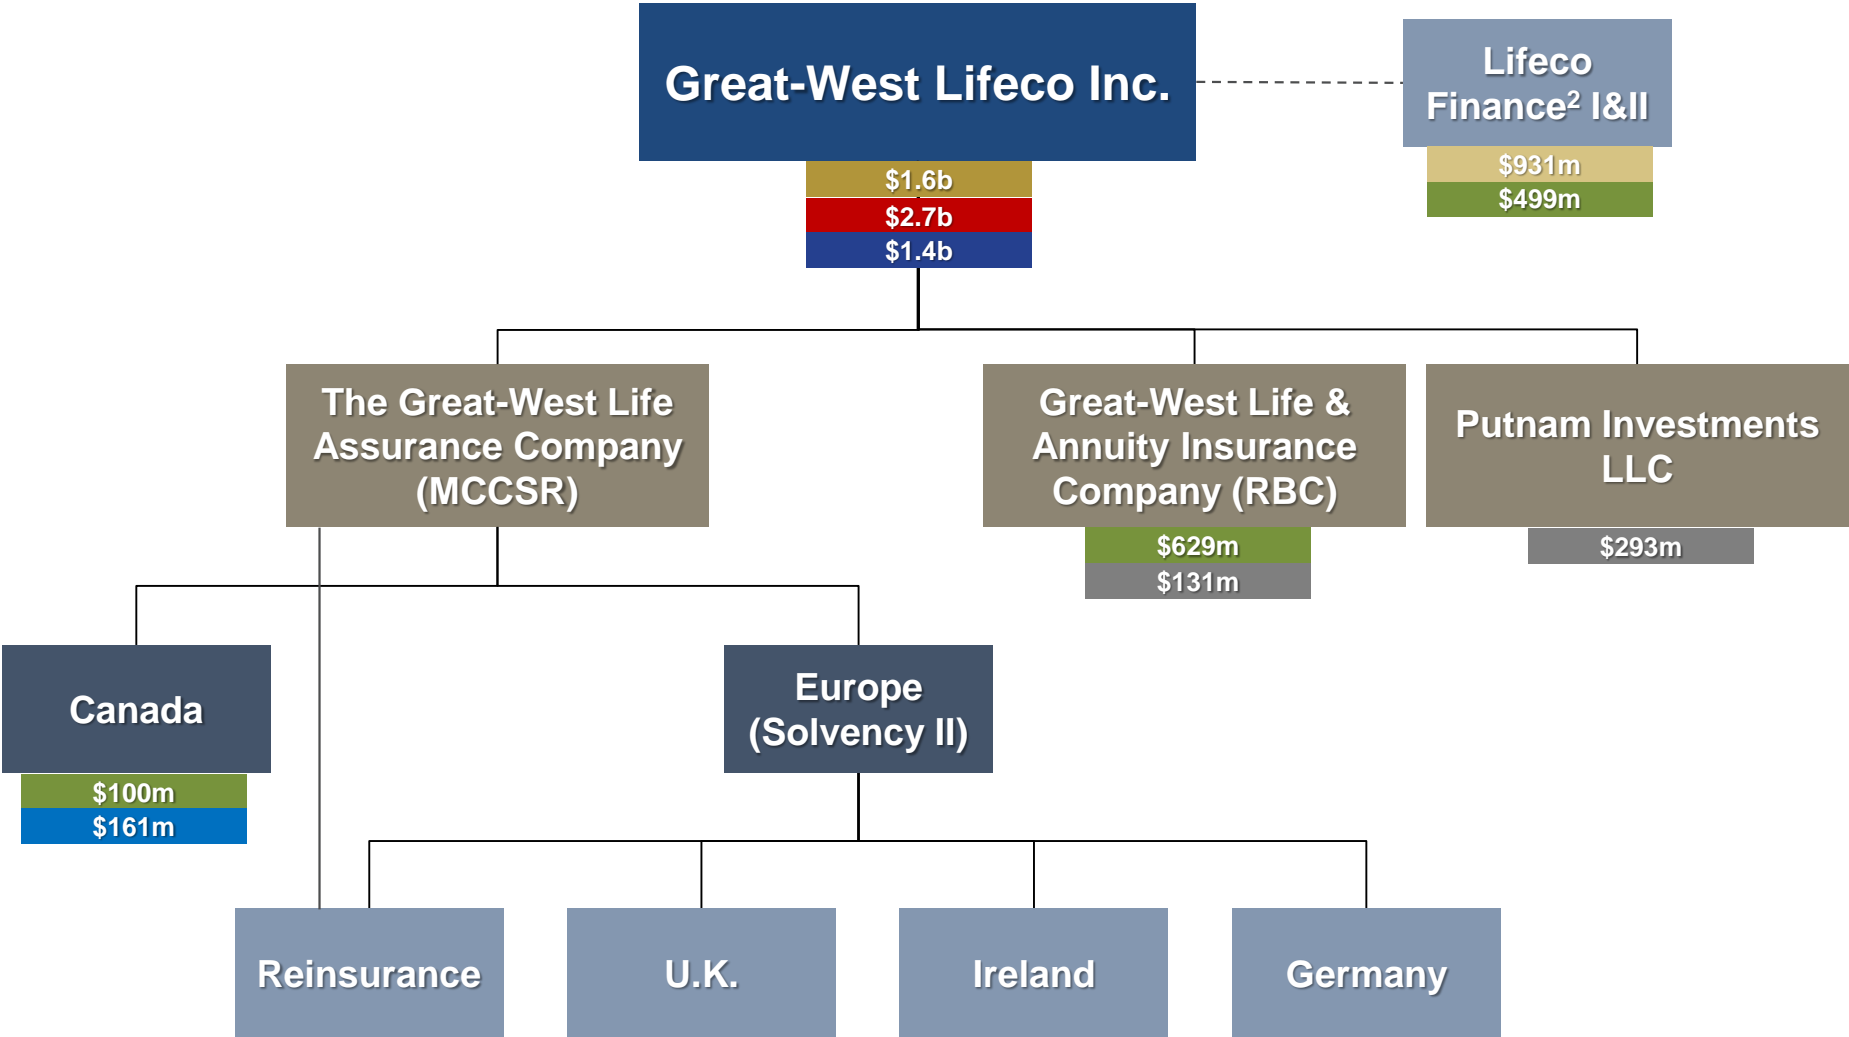 Great-West Lifeco Inc.
$1.6b
$2.7b
$1.4b
Lifeco
Finance² I&II
$931m
$499m
The Great-West Life
Assurance Company
(MCCSR)
Great-West Life &
Annuity Insurance
Company (RBC)
$629m
$131m
Putnam Investments
LLC
$293m
Canada
$100m
$161m
Europe
(Solvency II)
Reinsurance
U.K.
Ireland
Germany